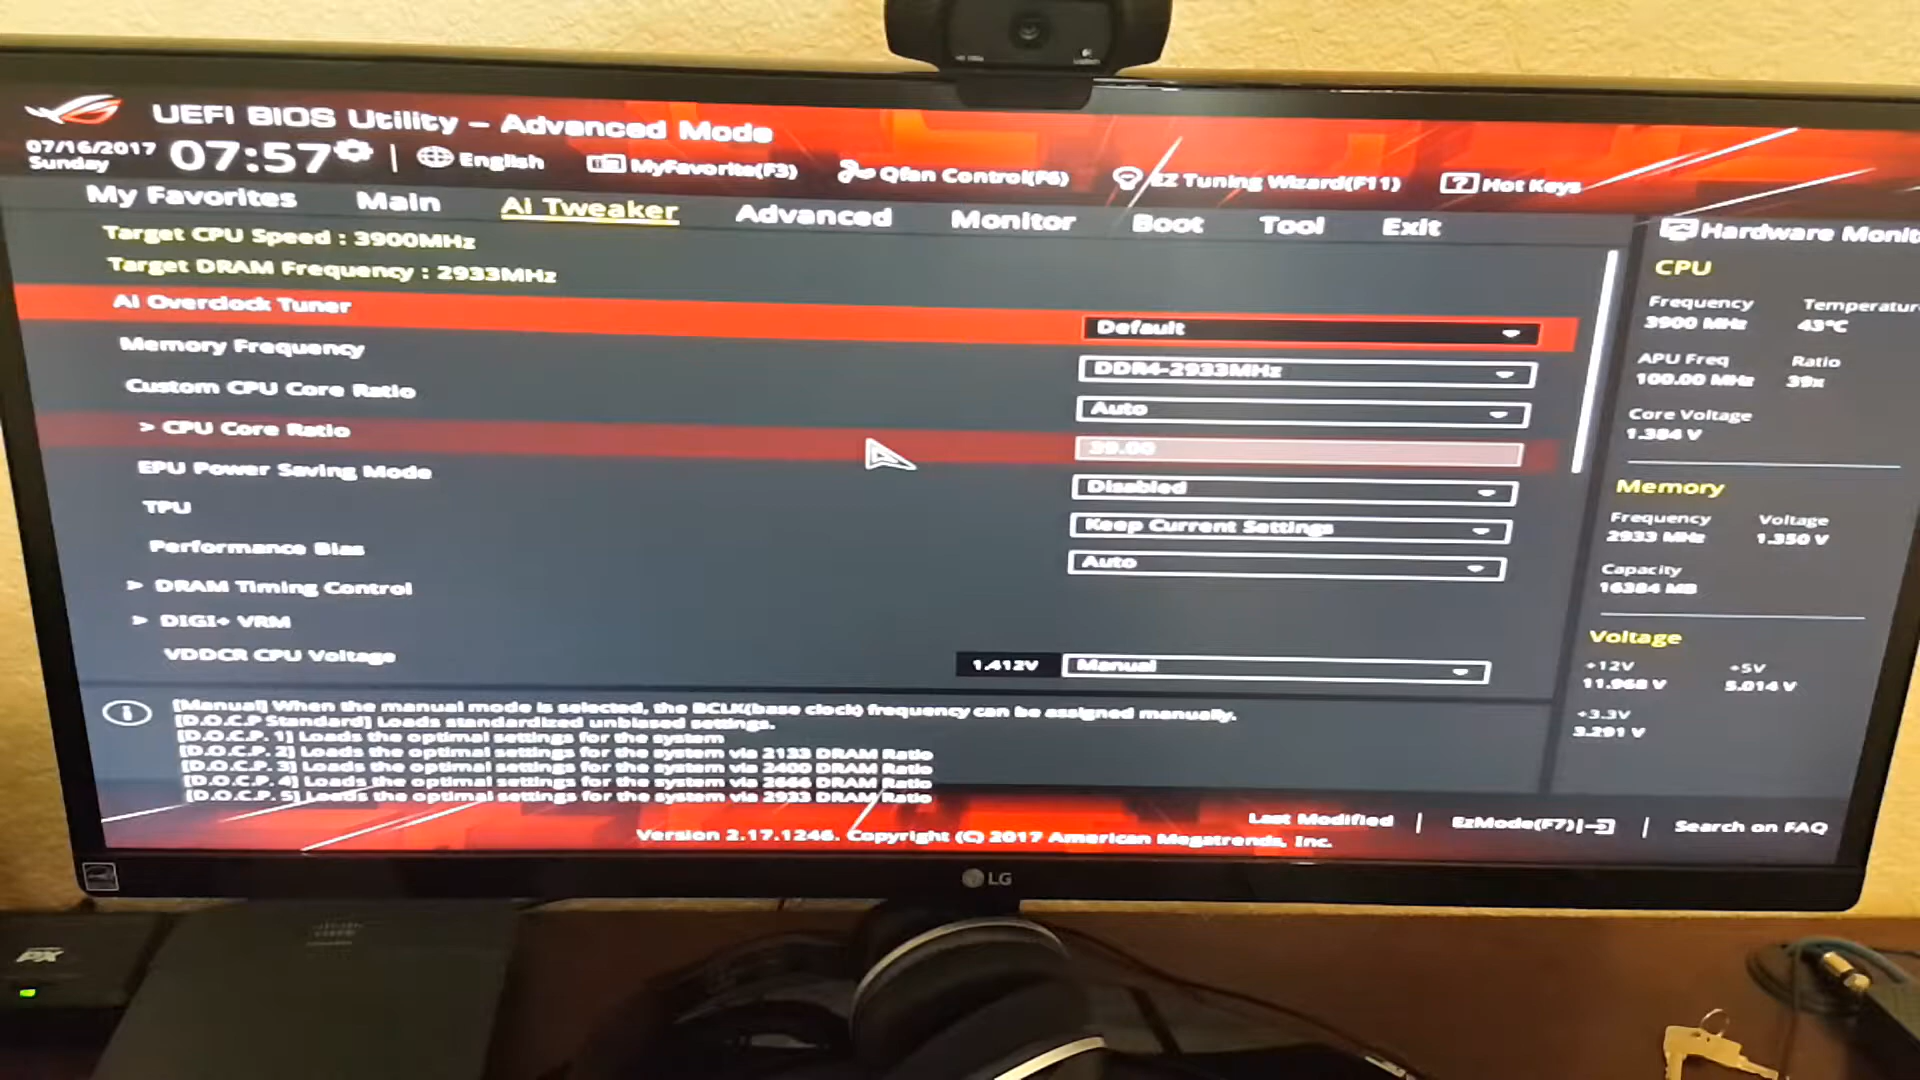 UEFI BIOS Utility – Advanced Mode
07/16/2017
Sunday
07:57
English
MyFavorite(F3)
Qfan Control(F6)
EZ Tuning Wizard(F11)
Hot Keys
My Favorites
Main
Ai Tweaker
Advanced
Monitor
Boot
Tool
Exit
Target CPU Speed : 3900MHz
Target DRAM Frequency : 2933MHz
Ai Overclock Tuner
Default
Memory Frequency
DDR4-2933MHz
Custom CPU Core Ratio
Auto
> CPU Core Ratio
39.00
EPU Power Saving Mode
Disabled
TPU
Keep Current Settings
Performance Bias
Auto
> DRAM Timing Control
> DIGI+ VRM
VDDCR CPU Voltage
1.412V
Manual
[Manual] When the manual mode is selected, the BCLK(base clock) frequency can be assigned manually.
[D.O.C.P Standard] Loads standardized unbiased settings.
[D.O.C.P. 1] Loads the optimal settings for the system
[D.O.C.P. 2] Loads the optimal settings for the system via 2133 DRAM Ratio
[D.O.C.P. 3] Loads the optimal settings for the system via 2400 DRAM Ratio
[D.O.C.P. 4] Loads the optimal settings for the system via 2666 DRAM Ratio
[D.O.C.P. 5] Loads the optimal settings for the system via 2933 DRAM Ratio
Hardware Monit
CPU
Frequency
Temperatur
3900 MHz
43°C
APU Freq
Ratio
100.00 MHz
39x
Core Voltage
1.384 V
Memory
Frequency
Voltage
2933 MHz
1.350 V
Capacity
16384 MB
Voltage
+12V
+5V
11.968 V
5.014 V
+3.3V
3.291 V
Last Modified
EzMode(F7)
Search on FAQ
Version 2.17.1246. Copyright (C) 2017 American Megatrends, Inc.
LG
PX